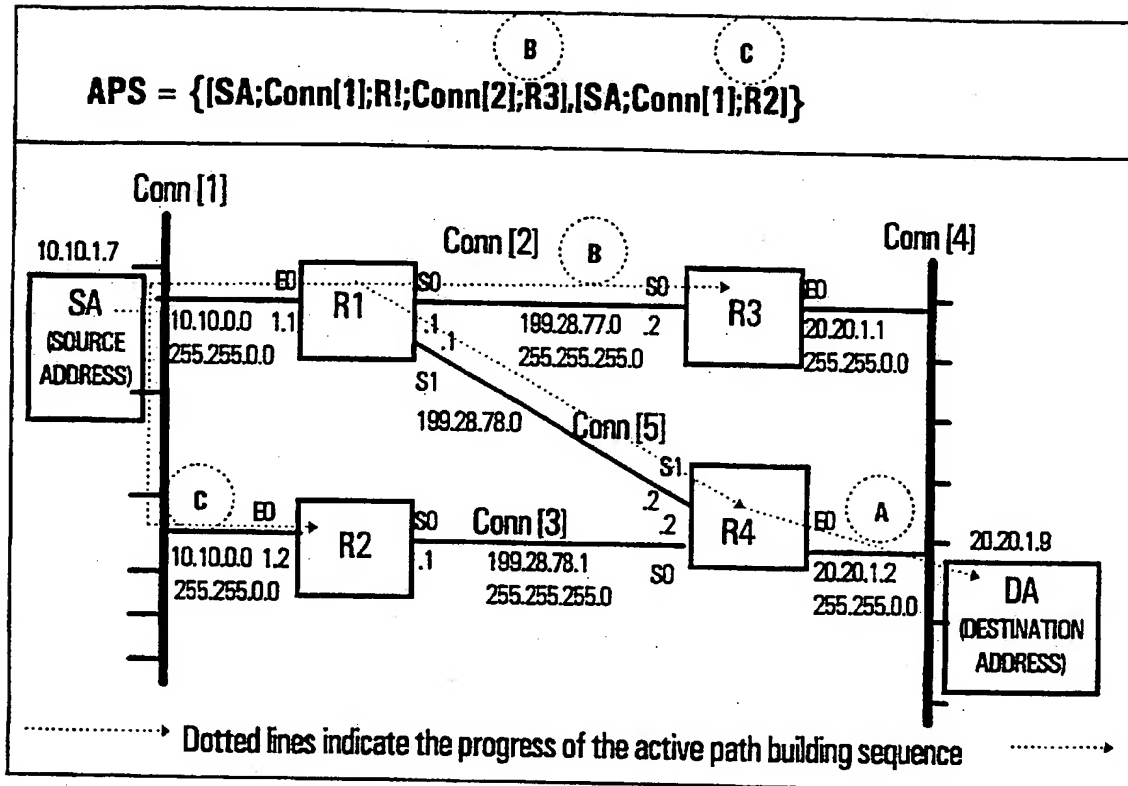 B
C
APS = {[SA;Conn[1];R!;Conn[2];R3],[SA;Conn[1];R2]}
Conn [1]
10.10.1.7
Conn [2]
B
Conn [4]
SA
(SOURCE
ADDRESS)
E0
R1
S0
S0
R3
E0
10.10.0.0 1.1
255.255.0.0
.1
.1
199.28.77.0
255.255.255.0
.2
20.20.1.1
255.255.0.0
S1
199.28.78.0
Conn [5]
S1
.2
.2
C
E0
R2
S0
Conn [3]
R4
E0
A
10.10.0.0 1.2
255.255.0.0
.1
199.28.78.1
255.255.255.0
S0
20.20.1.2
255.255.0.0
20.20.1.9
DA
(DESTINATION
ADDRESS)
Dotted lines indicate the progress of the active path building sequence